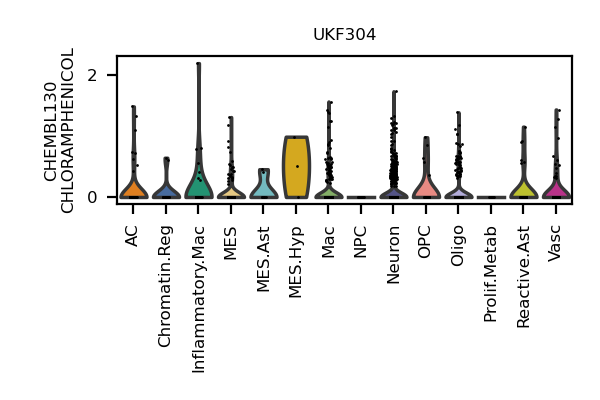 UKF304
CHEMBL130
CHLORAMPHENICOL
2
0
AC
Chromatin.Reg
Inflammatory.Mac
MES
MES.Ast
MES.Hyp
Mac
NPC
Neuron
OPC
Oligo
Prolif.Metab
Reactive.Ast
Vasc